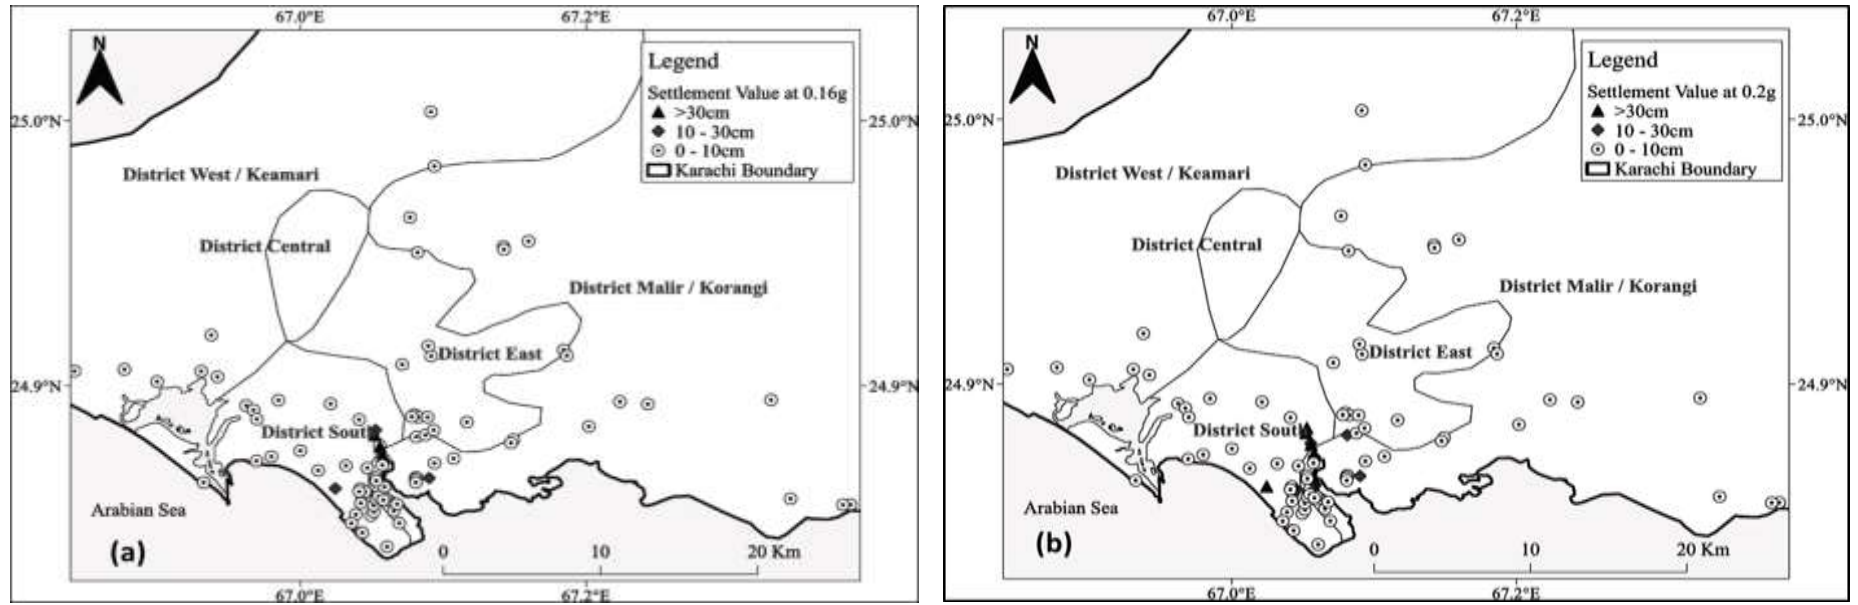 67.0°E 67.2°E
N
Legend
Settlement Value at 0.16g
>30cm
10 - 30cm
0 - 10cm
Karachi Boundary
25.0°N 25.0°N
District West / Keamari
District Central
District Malir / Korangi
District East
24.9°N 24.9°N
District South
Arabian Sea
(a)
0 10 20 Km
67.0°E 67.2°E
67.0°E 67.2°E
N
Legend
Settlement Value at 0.2g
>30cm
10 - 30cm
0 - 10cm
Karachi Boundary
25.0°N 25.0°N
District West / Keamari
District Central
District Malir / Korangi
District East
24.9°N 24.9°N
District South
Arabian Sea
(b)
0 10 20 Km
67.0°E 67.2°E